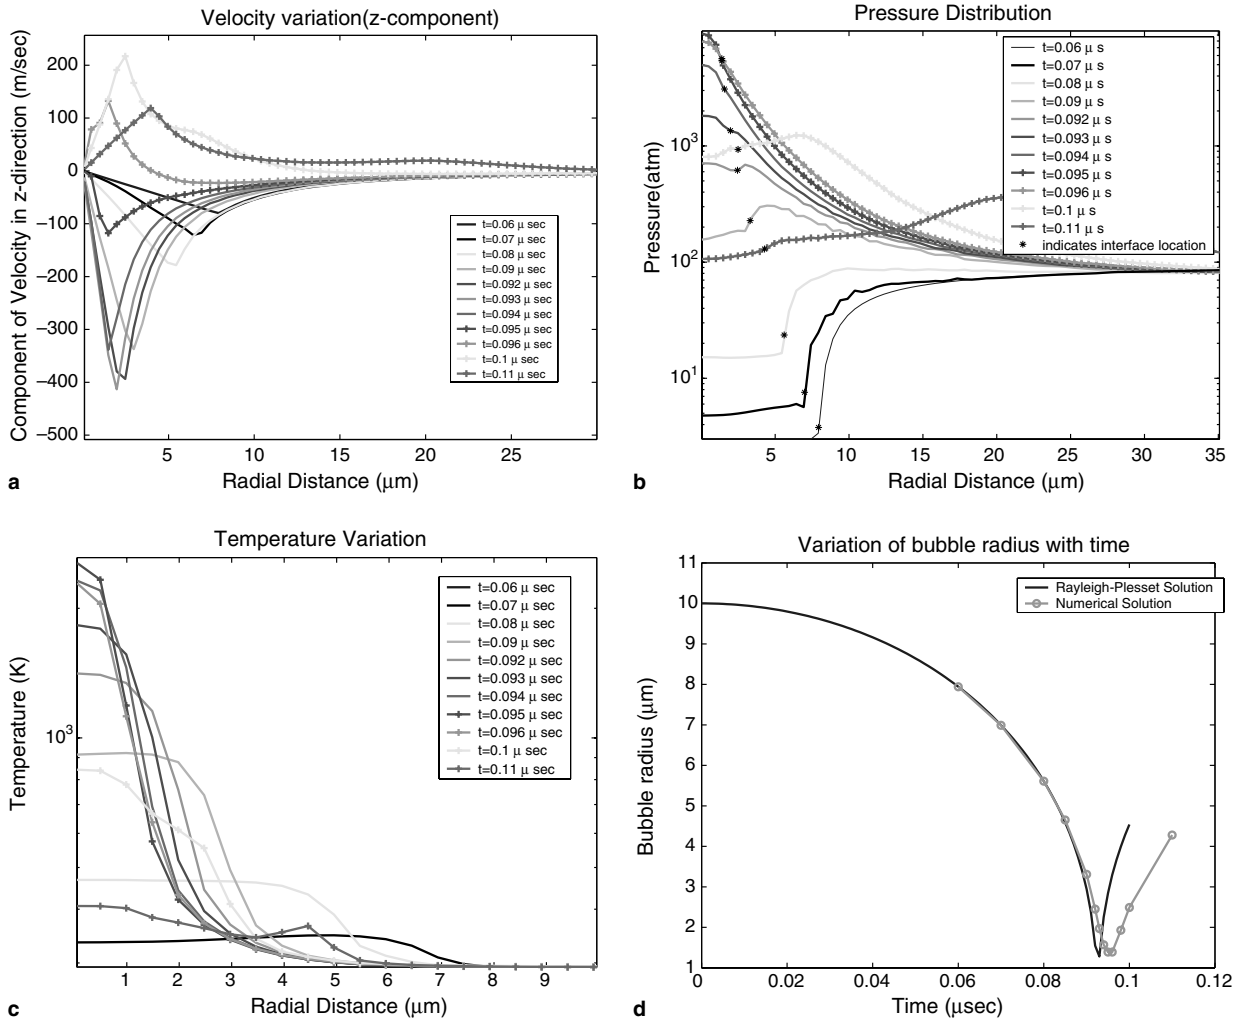 Velocity variation(z-component)
Component of Velocity in z-direction (m/sec)
200
100
0
−100
−200
−300
−400
−500
5
10
15
20
25
Radial Distance (μm)
t=0.06 μ sec
t=0.07 μ sec
t=0.08 μ sec
t=0.09 μ sec
t=0.092 μ sec
t=0.093 μ sec
t=0.094 μ sec
t=0.095 μ sec
t=0.096 μ sec
t=0.1 μ sec
t=0.11 μ sec
a
Pressure Distribution
Pressure(atm)
10³
10²
10¹
5
10
15
20
25
30
35
Radial Distance (μm)
t=0.06 μ s
t=0.07 μ s
t=0.08 μ s
t=0.09 μ s
t=0.092 μ s
t=0.093 μ s
t=0.094 μ s
t=0.095 μ s
t=0.096 μ s
t=0.1 μ s
t=0.11 μ s
indicates interface location
b
Temperature Variation
Temperature (K)
10³
1
2
3
4
5
6
7
8
9
Radial Distance (μm)
t=0.06 μ sec
t=0.07 μ sec
t=0.08 μ sec
t=0.09 μ sec
t=0.092 μ sec
t=0.093 μ sec
t=0.094 μ sec
t=0.095 μ sec
t=0.096 μ sec
t=0.1 μ sec
t=0.11 μ sec
c
Variation of bubble radius with time
Bubble radius (μm)
11
10
9
8
7
6
5
4
3
2
1
0
0.02
0.04
0.06
0.08
0.1
0.12
Time (μsec)
Rayleigh-Plesset Solution
Numerical Solution
d